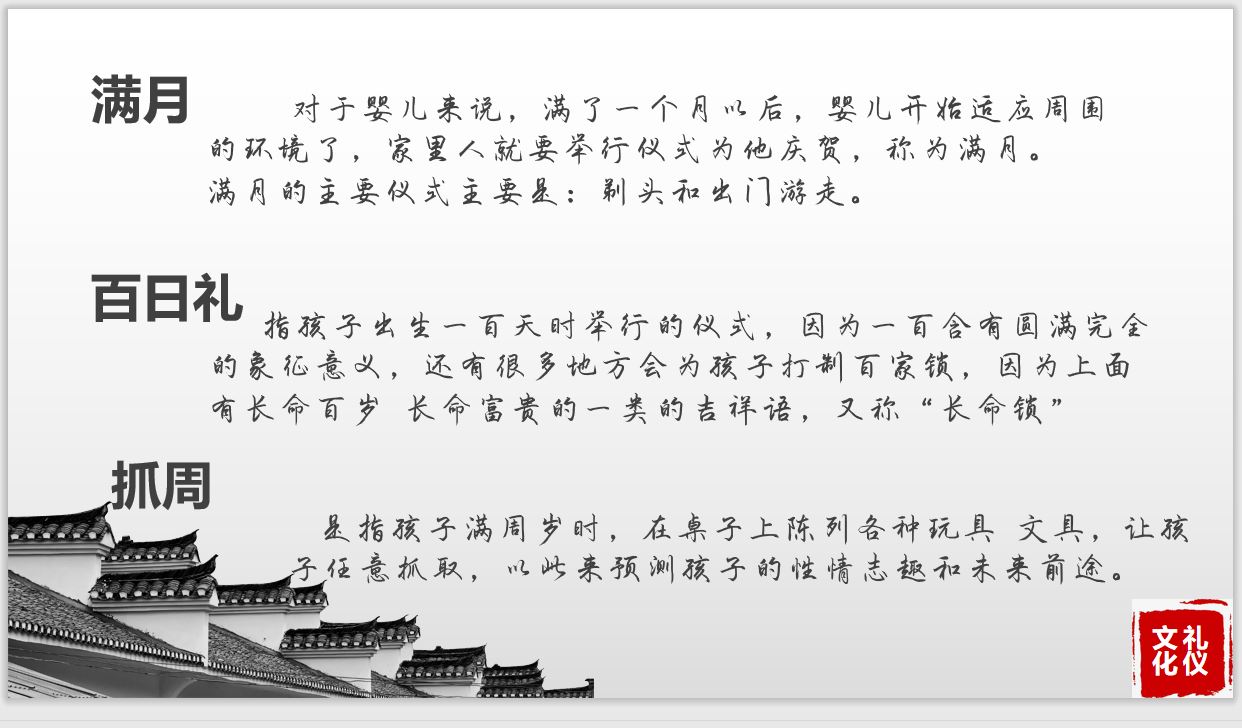 满月
对于婴儿来说，满了一个月以后，婴儿开始适应周围
的环境了，家里人就要举行仪式为他庆贺，称为满月。
满月的主要仪式主要是：剃头和出门游走。
百日礼
指孩子出生一百天时举行的仪式，因为一百含有圆满完全
的象征意义，还有很多地方会为孩子打制百家锁，因为上面
有长命百岁 长命富贵的一类的吉祥语，又称“长命锁”
抓周
是指孩子满周岁时，在桌子上陈列各种玩具 文具，让孩
子任意抓取，以此来预测孩子的性情志趣和未来前途。
礼仪
文化